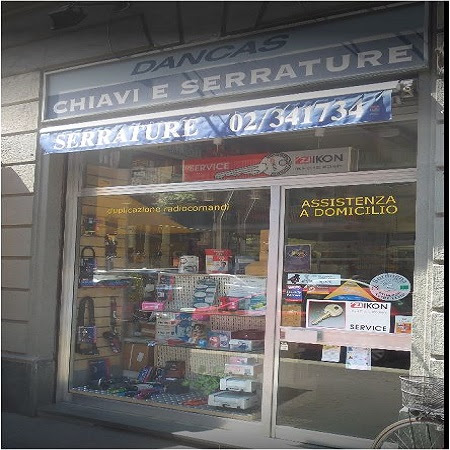 DANCAS
CHIAVI E SERRATURE
SERRATURE 02/341734
SERVICE
IKON
duplicazione radiocomandi
ASSISTENZA
A DOMICILIO
IKON
SERVICE